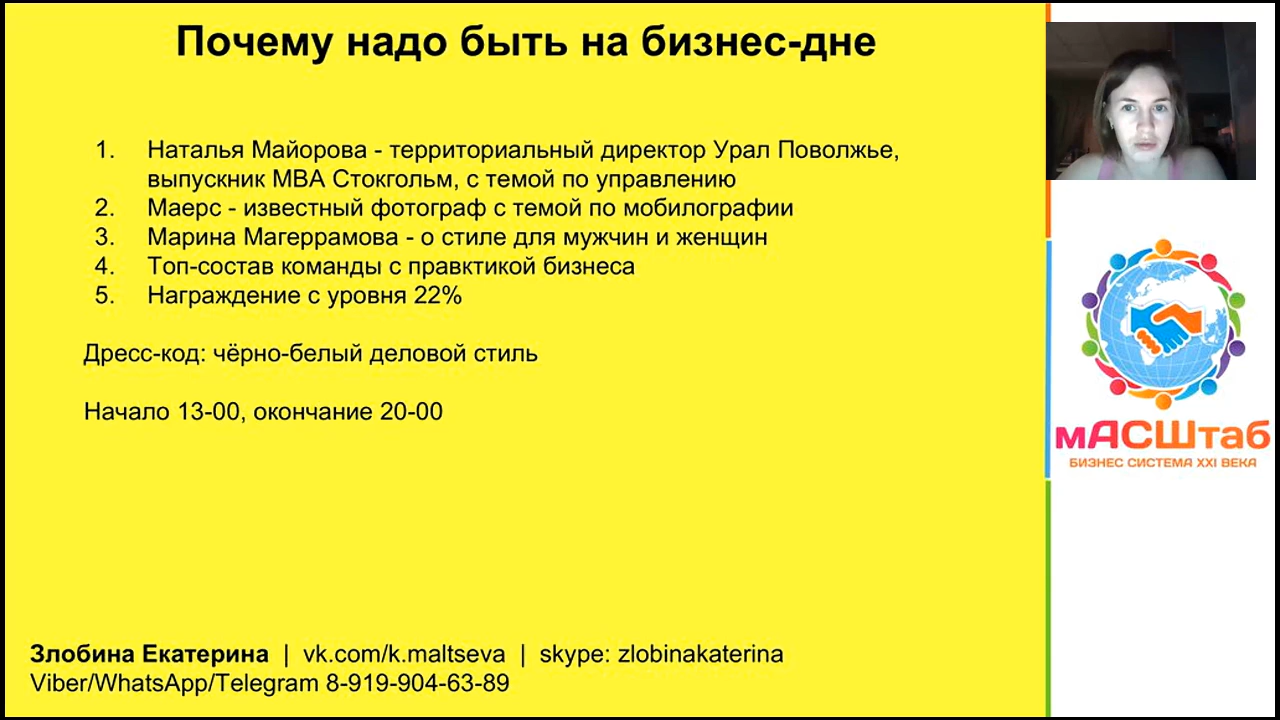 Почему надо быть на бизнес-дне
1. Наталья Майорова - территориальный директор Урал Поволжье,
выпускник MBA Стокгольм, с темой по управлению
2. Маерс - известный фотограф с темой по мобилографии
3. Марина Магеррамова - о стиле для мужчин и женщин
4. Топ-состав команды с правктикой бизнеса
5. Награждение с уровня 22%
Дресс-код: чёрно-белый деловой стиль
Начало 13-00, окончание 20-00
мАСШтаб
БИЗНЕС СИСТЕМА XXI ВЕКА
Злобина Екатерина | vk.com/k.maltseva | skype: zlobinakaterina
Viber/WhatsApp/Telegram 8-919-904-63-89